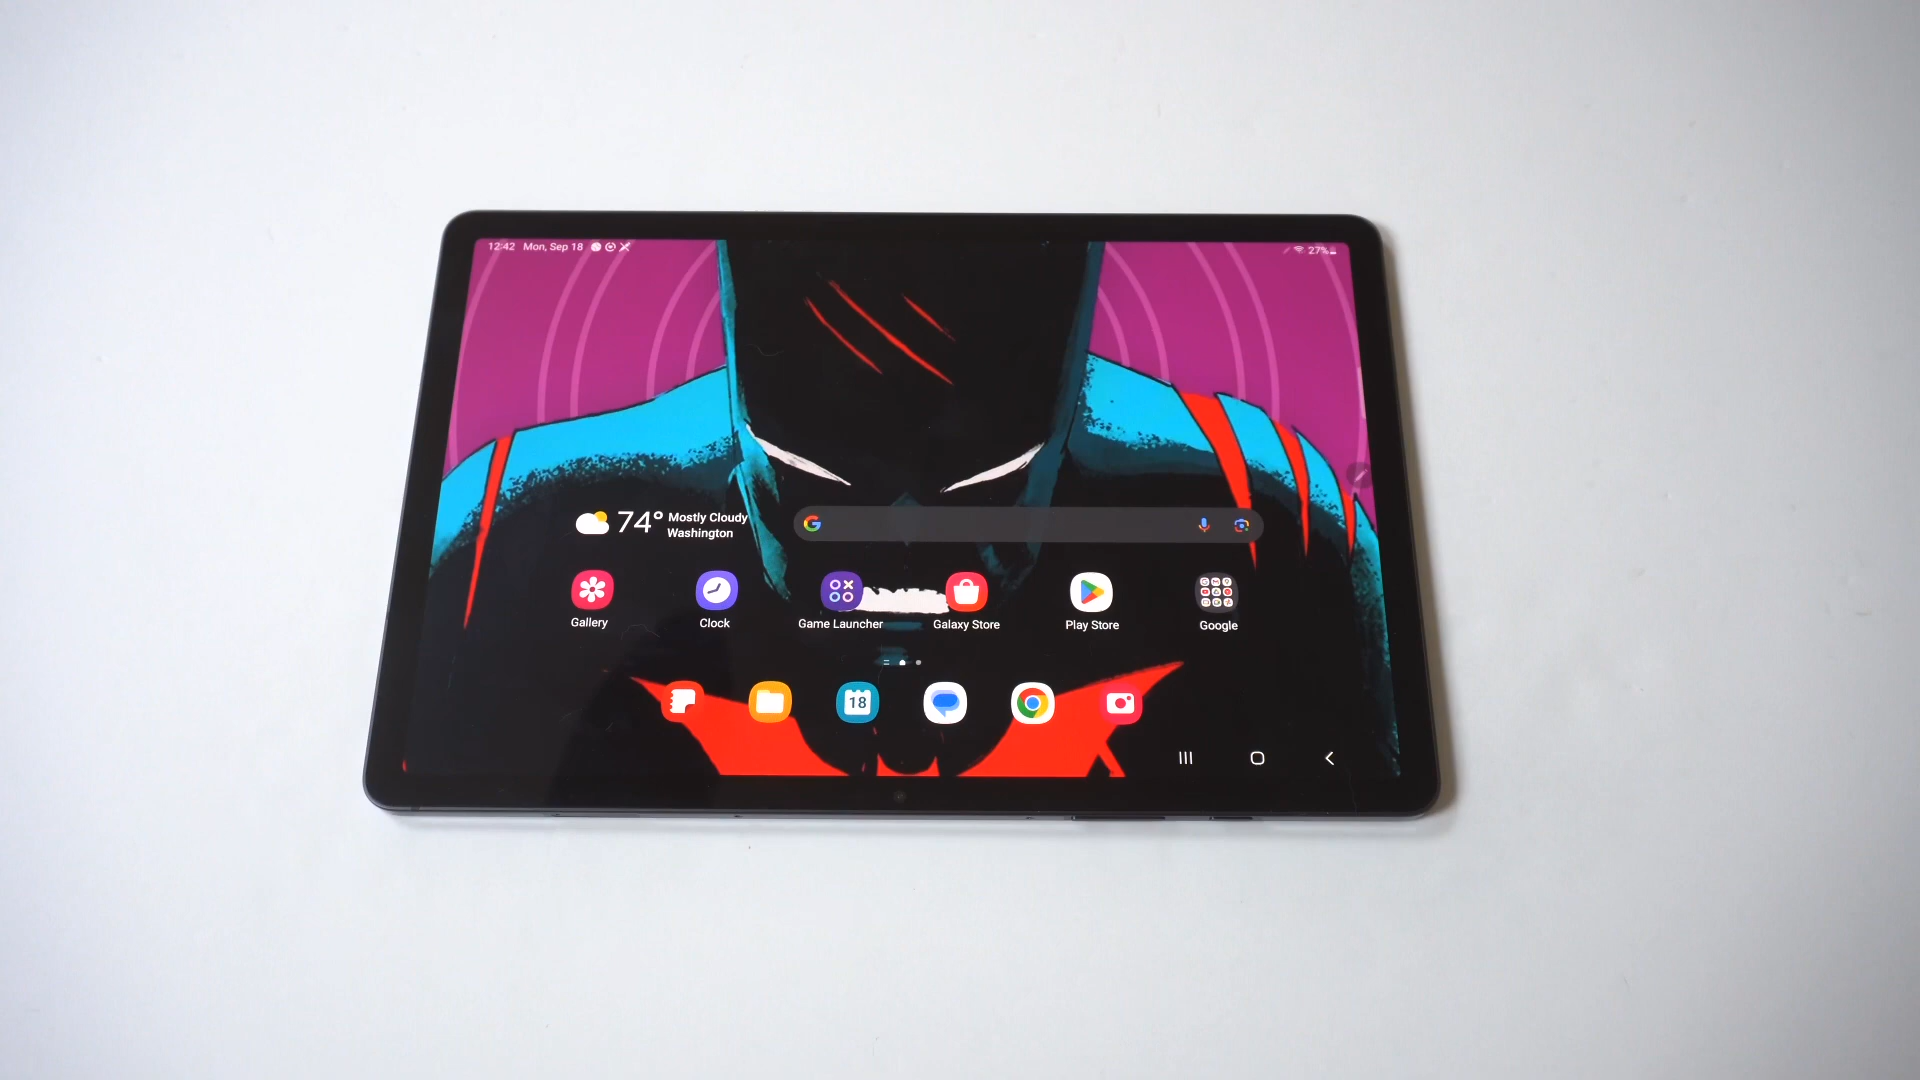 12:42 Mon, Sep 18
27%
74° Mostly Cloudy
Washington
G
Gallery
Clock
Game Launcher
Galaxy Store
Play Store
Google
18